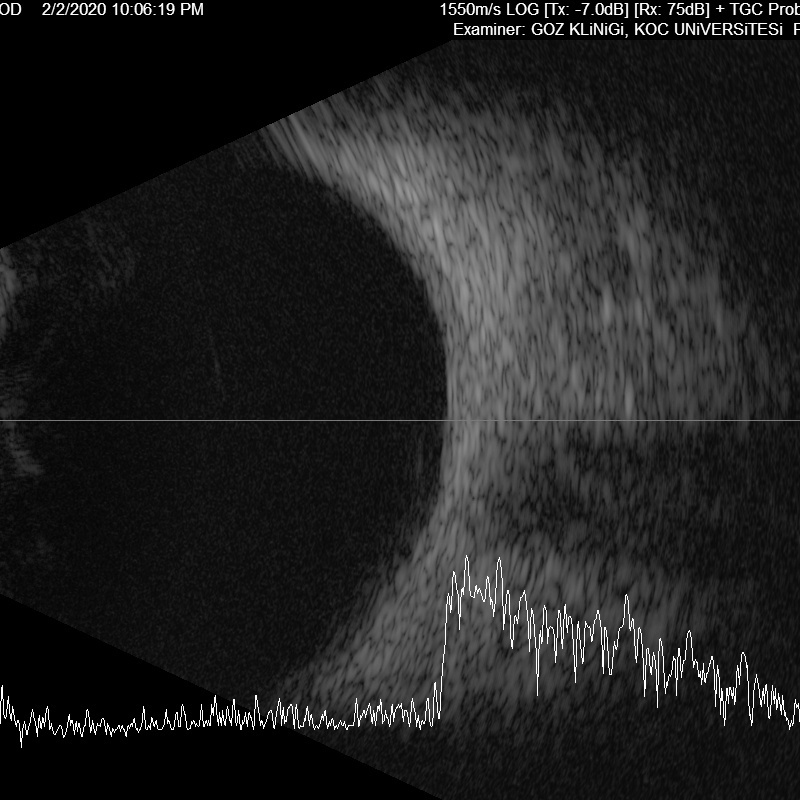 OD 2/2/2020 10:06:19 PM 1550m/s LOG [Tx: -7.0dB] [Rx: 75dB] + TGC Prob
Examiner: GOZ KLiNiGi, KOC UNiVERSiTESi P